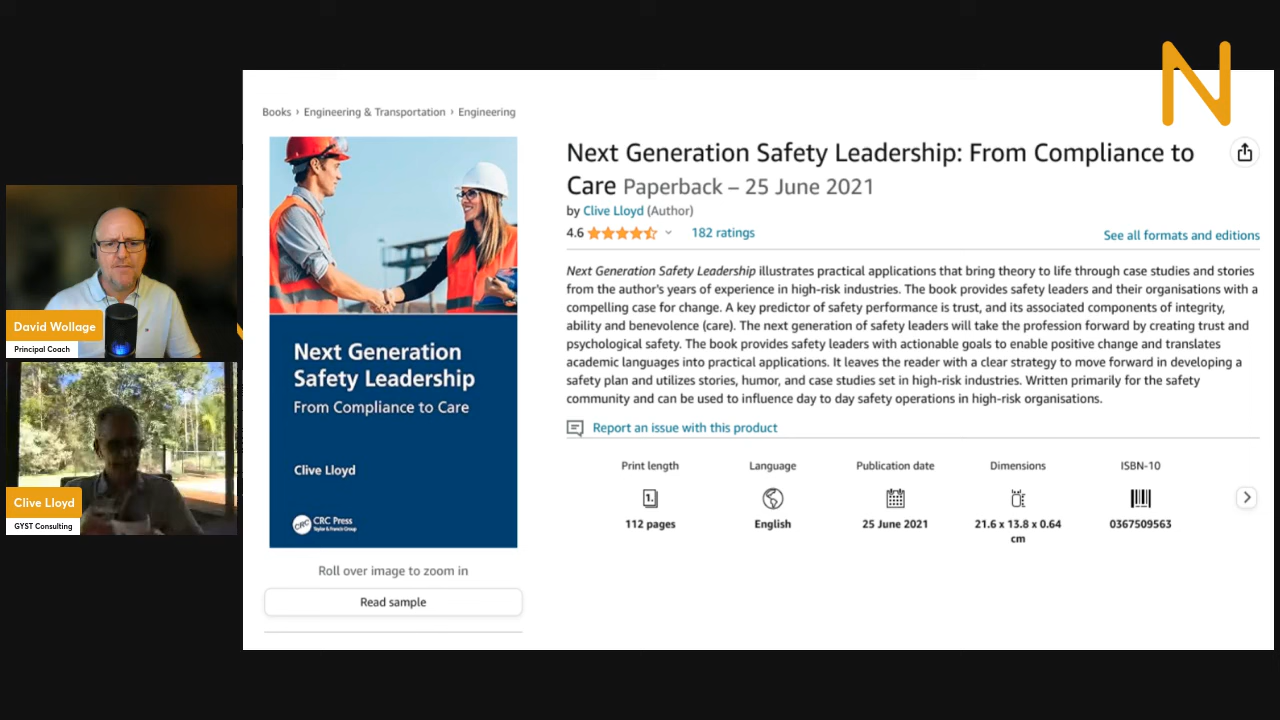 N
Books › Engineering & Transportation › Engineering
Next Generation Safety Leadership: From Compliance to
Care Paperback – 25 June 2021
by Clive Lloyd (Author)
4.6 182 ratings
See all formats and editions
Next Generation Safety Leadership illustrates practical applications that bring theory to life through case studies and stories
from the author's years of experience in high-risk industries. The book provides safety leaders and their organisations with a
compelling case for change. A key predictor of safety performance is trust, and its associated components of integrity,
ability and benevolence (care). The next generation of safety leaders will take the profession forward by creating trust and
psychological safety. The book provides safety leaders with actionable goals to enable positive change and translates
academic languages into practical applications. It leaves the reader with a clear strategy to move forward in developing a
safety plan and utilizes stories, humor, and case studies set in high-risk industries. Written primarily for the safety
community and can be used to influence day to day safety operations in high-risk organisations.
Report an issue with this product
Print length Language Publication date Dimensions ISBN-10
1.
112 pages English 25 June 2021 21.6 x 13.8 x 0.64
cm
0367509563
Next Generation
Safety Leadership
From Compliance to Care
Clive Lloyd
CRC
CRC Press
Taylor & Francis Group
Roll over image to zoom in
Read sample
David Wollage
Principal Coach
Clive Lloyd
GYST Consulting